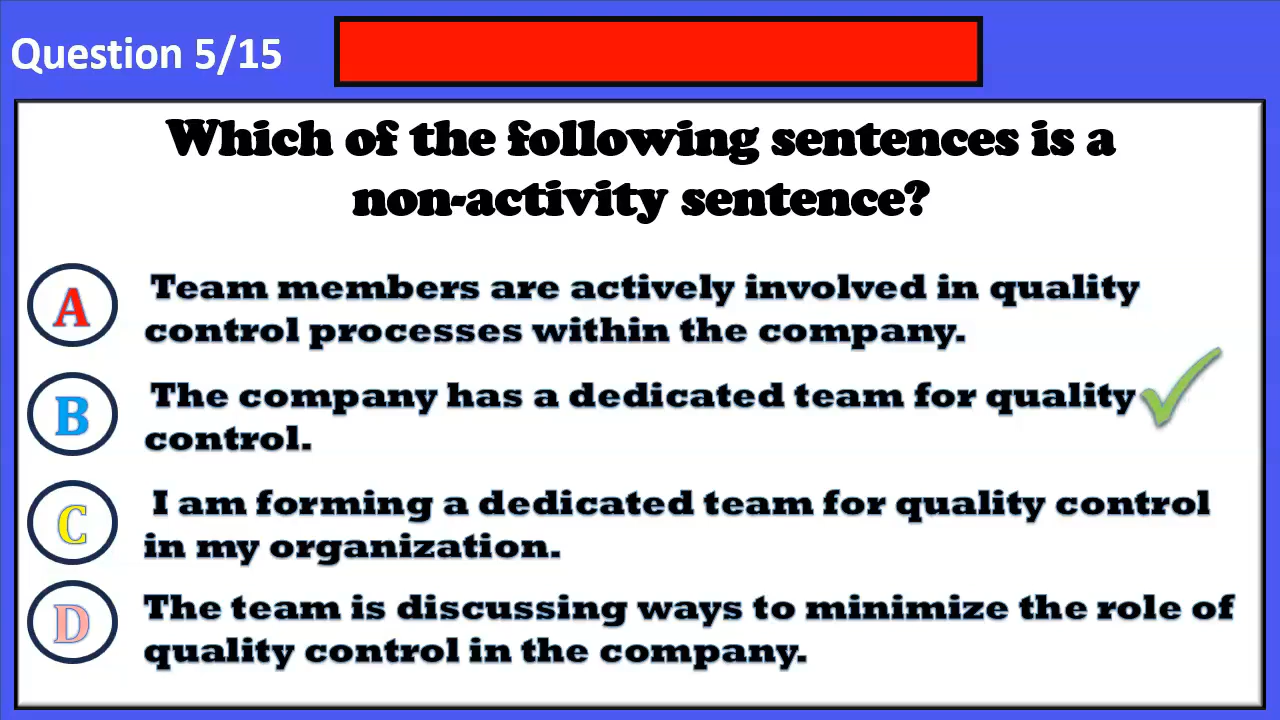 Question 5/15
Which of the following sentences is a
non-activity sentence?
A
Team members are actively involved in quality
control processes within the company.
B
The company has a dedicated team for quality
control.
C
I am forming a dedicated team for quality control
in my organization.
D
The team is discussing ways to minimize the role of
quality control in the company.